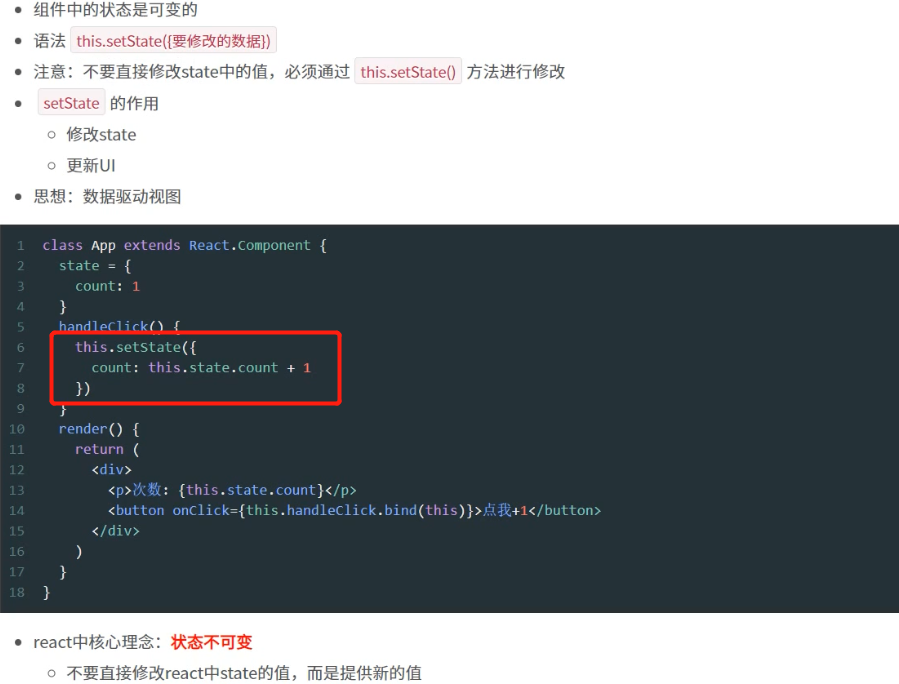 组件中的状态是可变的
语法 this.setState({要修改的数据})
注意：不要直接修改state中的值，必须通过 this.setState() 方法进行修改
setState 的作用
修改state
更新UI
思想：数据驱动视图
1 class App extends React.Component {
2 state = {
3 count: 1
4 }
5 handleClick() {
6 this.setState({
7 count: this.state.count + 1
8 })
9 }
10 render() {
11 return (
12 <div>
13 <p>次数: {this.state.count}</p>
14 <button onClick={this.handleClick.bind(this)}>点我+1</button>
15 </div>
16 )
17 }
18 }
react中核心理念：状态不可变
不要直接修改react中state的值，而是提供新的值